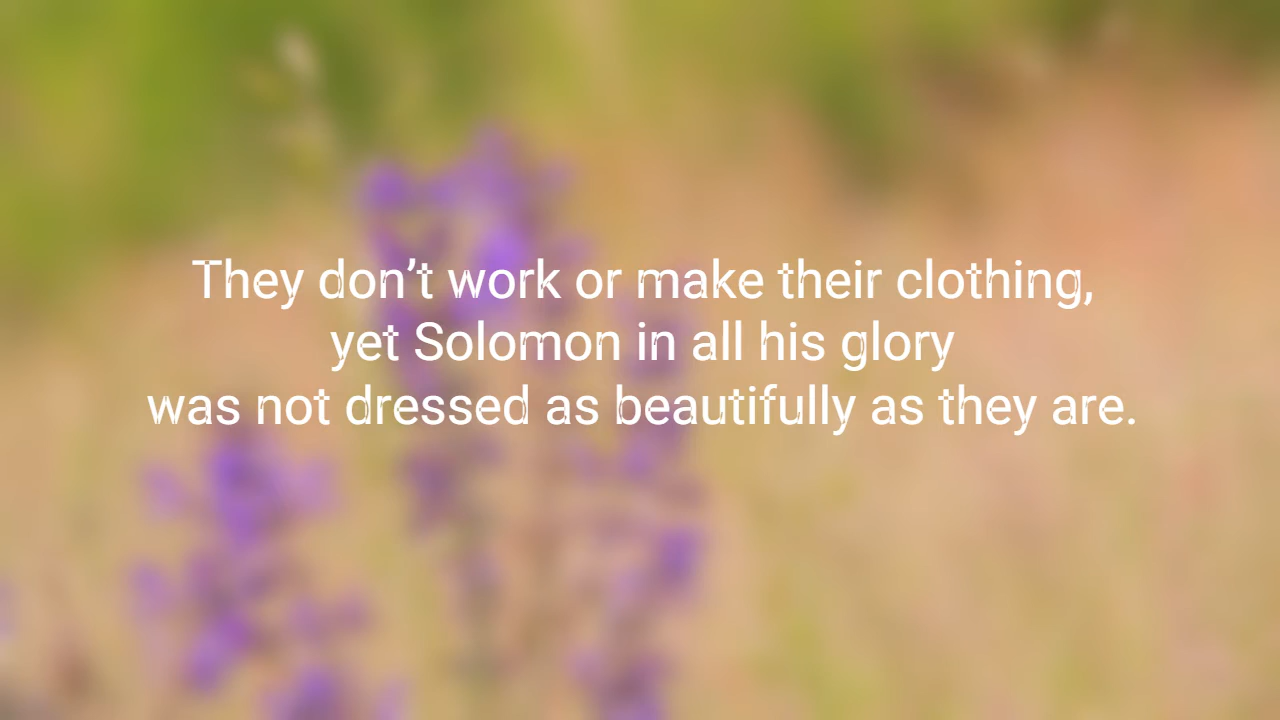 They don’t work or make their clothing,
yet Solomon in all his glory
was not dressed as beautifully as they are.